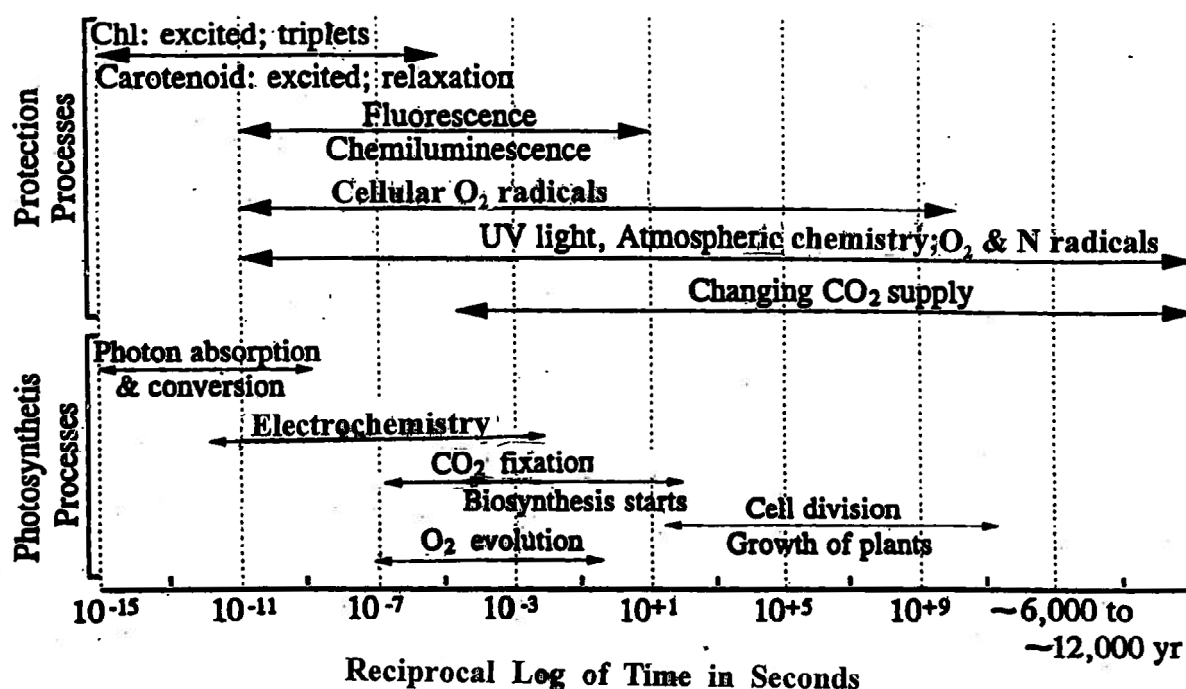 Protection
Processes
Chl: excited; triplets
Carotenoid: excited; relaxation
Fluorescence
Chemiluminescence
Cellular O₂ radicals
UV light, Atmospheric chemistry;O₂ & N radicals
Changing CO₂ supply
Photosynthetis
Processes
Photon absorption
& conversion
Electrochemistry
CO₂ fixation
Biosynthesis starts
Cell division
Growth of plants
O₂ evolution
10⁻¹⁵ 10⁻¹¹ 10⁻⁷ 10⁻³ 10⁺¹ 10⁺⁵ 10⁺⁹ ~6,000 to
~12,000 yr
Reciprocal Log of Time in Seconds